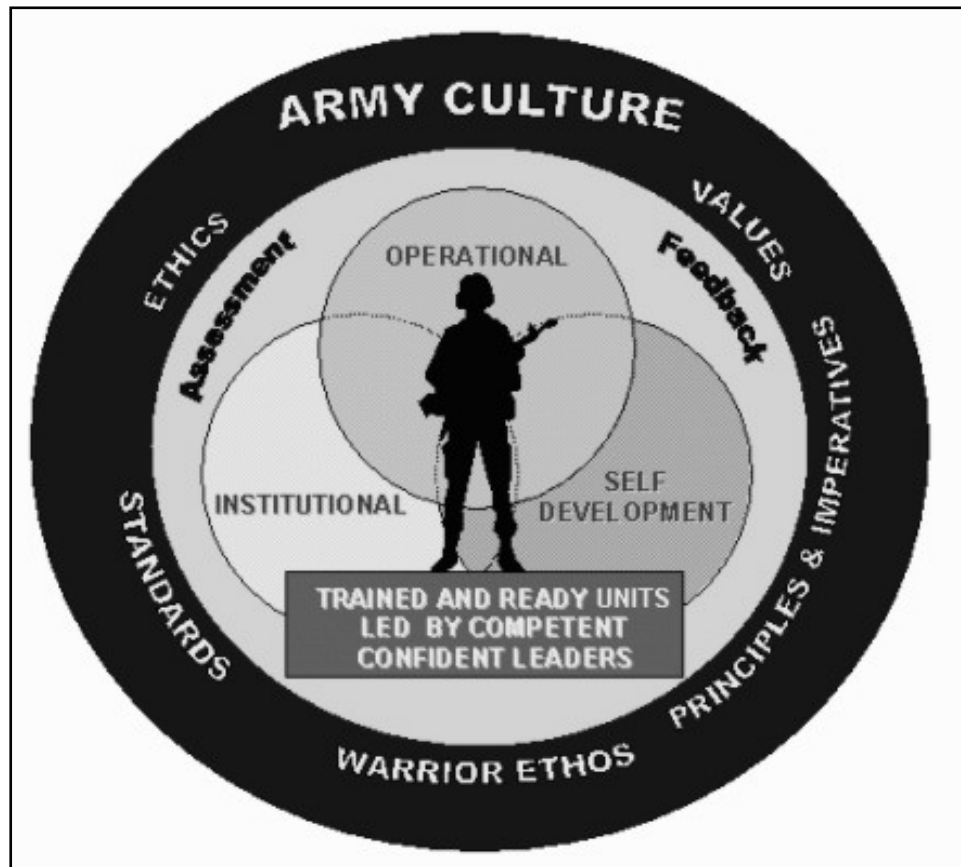 ARMY CULTURE
ETHICS
VALUES
Assessment
Feedback
OPERATIONAL
INSTITUTIONAL
SELF
DEVELOPMENT
PRINCIPLES & IMPERATIVES
STANDARDS
TRAINED AND READY UNITS
LED BY COMPETENT
CONFIDENT LEADERS
WARRIOR ETHOS